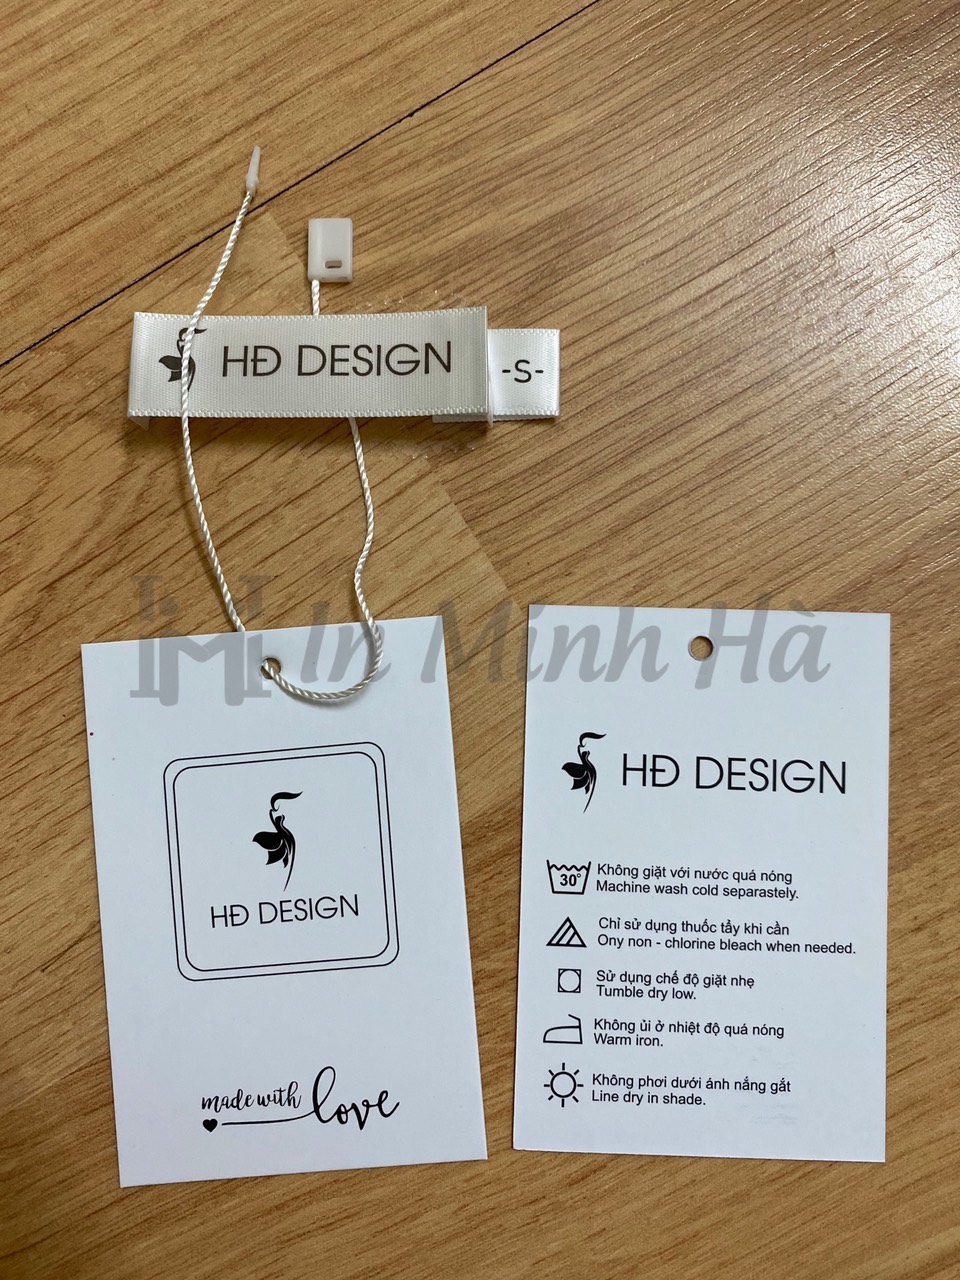 HĐ DESIGN
-S-
In Minh Hà
HĐ DESIGN
made with love
HĐ DESIGN
30°
Không giặt với nước quá nóng
Machine wash cold separastely.
Chỉ sử dụng thuốc tẩy khi cần
Ony non - chlorine bleach when needed.
Sử dụng chế độ giặt nhẹ
Tumble dry low.
Không ủi ở nhiệt độ quá nóng
Warm iron.
Không phơi dưới ánh nắng gắt
Line dry in shade.